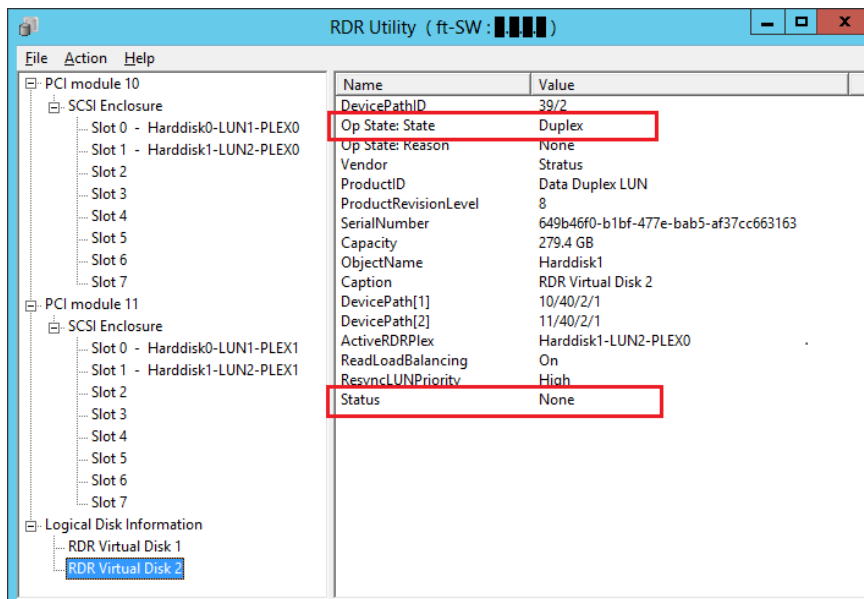 RDR Utility ( ft-SW : . . . )
File Action Help
PCI module 10
SCSI Enclosure
Slot 0 - Harddisk0-LUN1-PLEX0
Slot 1 - Harddisk1-LUN2-PLEX0
Slot 2
Slot 3
Slot 4
Slot 5
Slot 6
Slot 7
PCI module 11
SCSI Enclosure
Slot 0 - Harddisk0-LUN1-PLEX1
Slot 1 - Harddisk1-LUN2-PLEX1
Slot 2
Slot 3
Slot 4
Slot 5
Slot 6
Slot 7
Logical Disk Information
RDR Virtual Disk 1
RDR Virtual Disk 2
Name Value
DevicePathID 39/2
Op State: State Duplex
Op State: Reason None
Vendor Stratus
ProductID Data Duplex LUN
ProductRevisionLevel 8
SerialNumber 649b46f0-b1bf-477e-bab5-af37cc663163
Capacity 279.4 GB
ObjectName Harddisk1
Caption RDR Virtual Disk 2
DevicePath[1] 10/40/2/1
DevicePath[2] 11/40/2/1
ActiveRDRPlex Harddisk1-LUN2-PLEX0
ReadLoadBalancing On
ResyncLUNPriority High
Status None